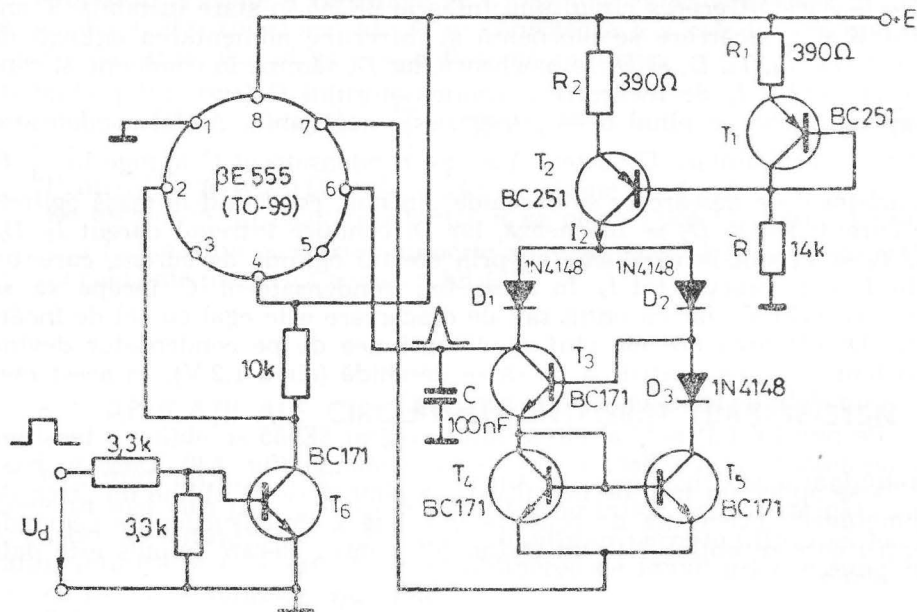 +E
R₁
390Ω
R₂
390Ω
BC251
T₁
T₂
BC251
I₂
R
14k
1N4148
1N4148
D₁
D₂
T₃
BC171
D₃
1N4148
8
1
7
2
6
βE 555
(TO-99)
3
5
4
10k
C
100nF
T₄
BC171
T₅
BC171
BC171
T₆
3,3k
3,3k
U_d